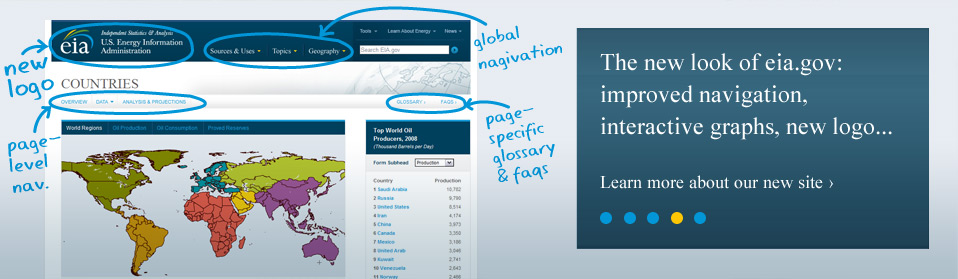 new
logo
eia
Independent Statistics & Analysis
U.S. Energy Information
Administration
Sources & Uses
Topics
Geography
Tools
Learn About Energy
News
Search EIA.gov
global
nagivation
COUNTRIES
OVERVIEW
DATA
ANALYSIS & PROJECTIONS
GLOSSARY ›
FAQS ›
page-
level
nav.
page-
specific
glossary
& faqs
World Regions
Oil Production
Oil Consumption
Proved Reserves
Top World Oil
Producers, 2008
(Thousand Barrels per Day)
Form Subhead
Production
Country Production
1 Saudi Arabia 10,782
2 Russia 9,790
3 United States 8,514
4 Iran 4,174
5 China 3,973
6 Canada 3,350
7 Mexico 3,186
8 United Arab 3,046
9 Kuwait 2,741
10 Venezuela 2,643
11 Norway 2,466
The new look of eia.gov:
improved navigation,
interactive graphs, new logo...
Learn more about our new site ›